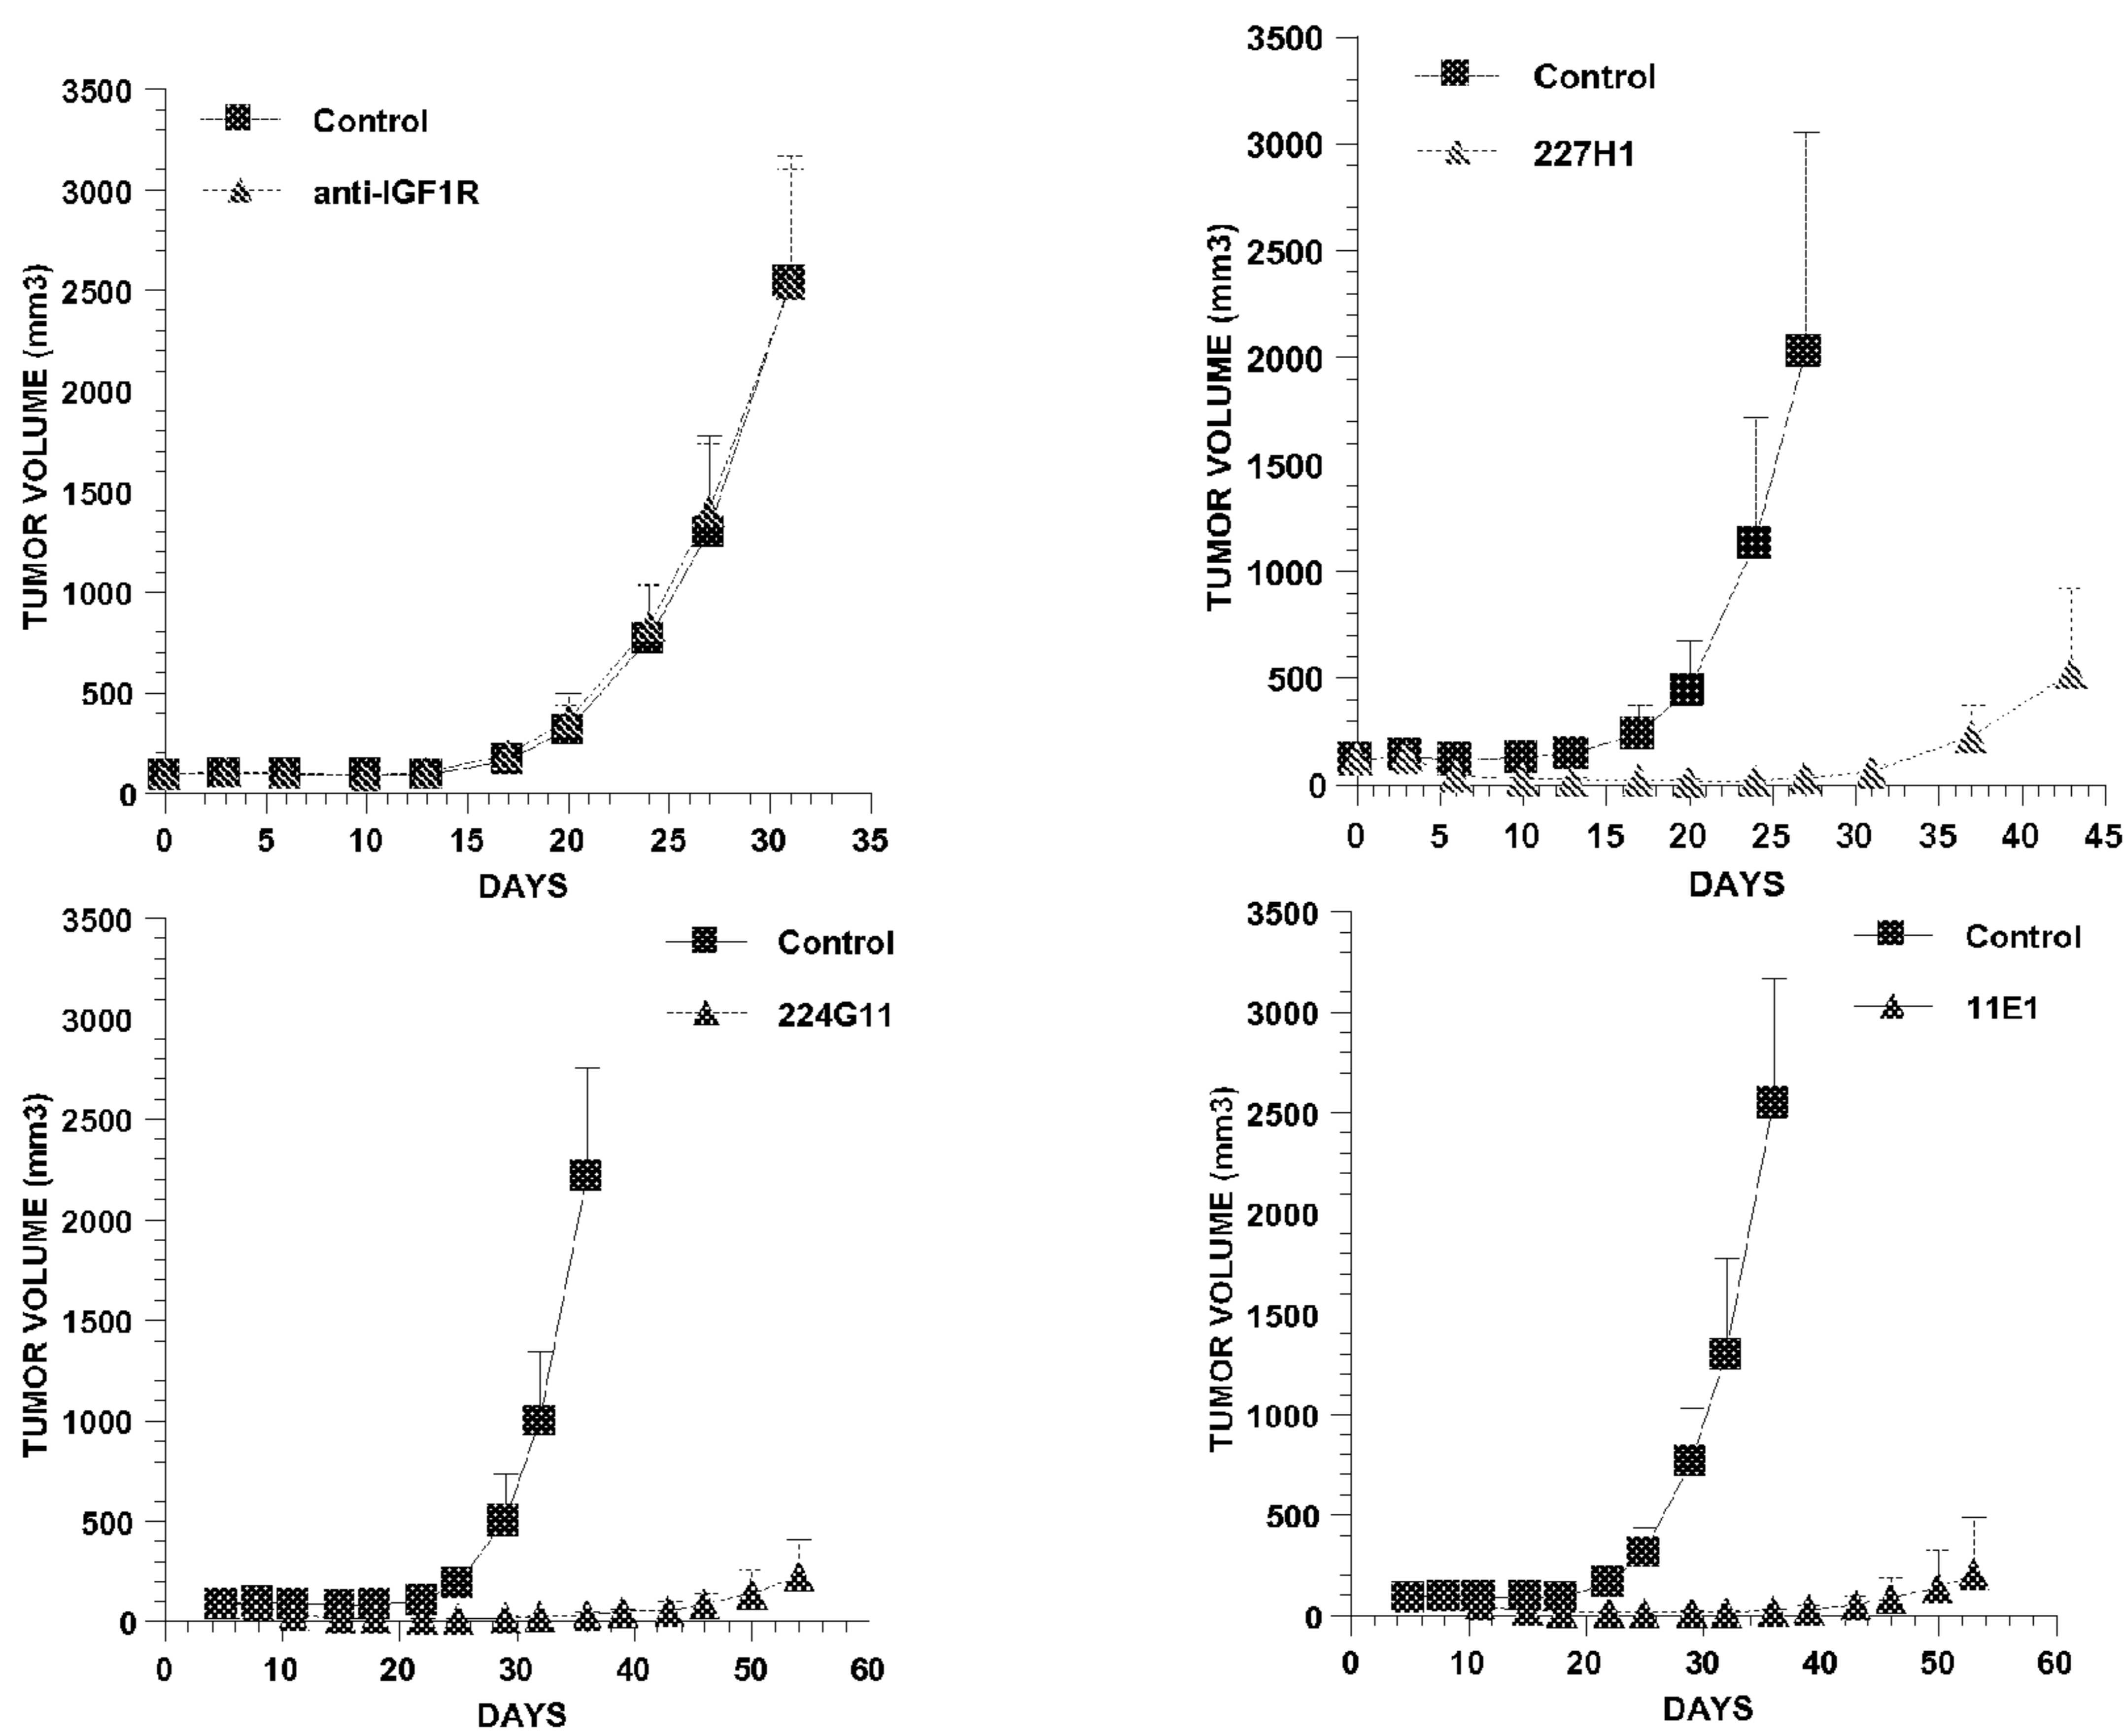 3500
3000
2500
2000
1500
1000
500
0
TUMOR VOLUME (mm3)
Control
anti-IGF1R
0 5 10 15 20 25 30 35
DAYS
3500
3000
2500
2000
1500
1000
500
0
TUMOR VOLUME (mm3)
Control
227H1
0 5 10 15 20 25 30 35 40 45
DAYS
3500
3000
2500
2000
1500
1000
500
0
TUMOR VOLUME (mm3)
Control
224G11
0 10 20 30 40 50 60
DAYS
3500
3000
2500
2000
1500
1000
500
0
TUMOR VOLUME (mm3)
Control
11E1
0 10 20 30 40 50 60
DAYS